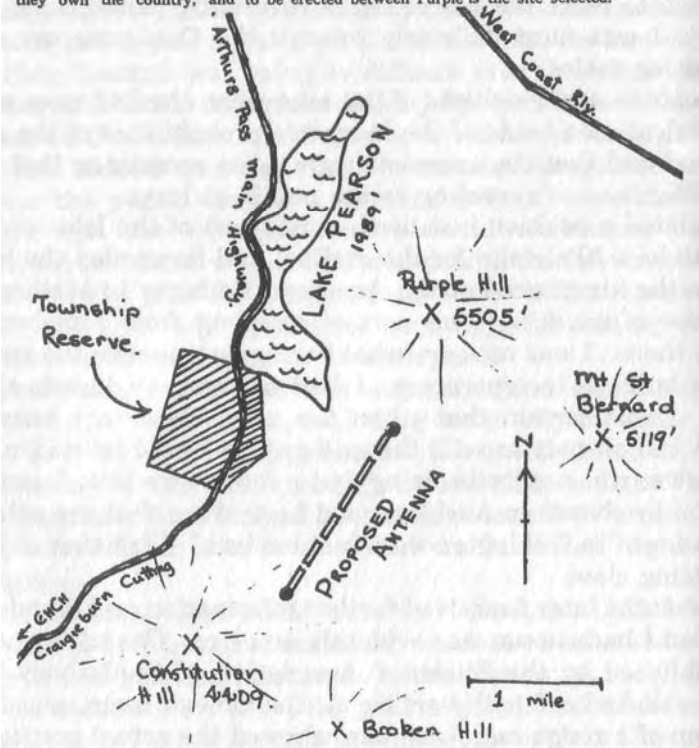 they own the country, and to be erected between Purple is the site selected
West
Coast Rly.
Arthurs Pass
main highway
LAKE PEARSON
1989'
Purple Hill
X 5505'
Township
Reserve
Mt St
Bernard
X 5119'
N
PROPOSED
ANTENNA
Cutting
Craigieburn
X
Constitution
Hill 4400
1 mile
X Broken Hill